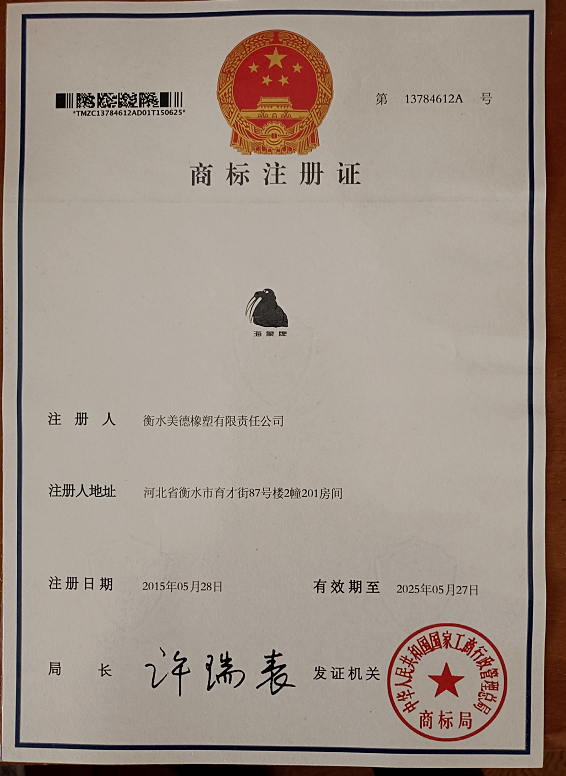 *TMZC13784612AD01T150625*
第 13784612A 号
商标注册证
海象牌
注册人 衡水美德橡塑有限责任公司
注册人地址 河北省衡水市育才街87号楼2幢201房间
注册日期 2015年05月28日 有效期至 2025年05月27日
局长 许瑞表 发证机关
中华人民共和国国家工商行政管理总局
商标局